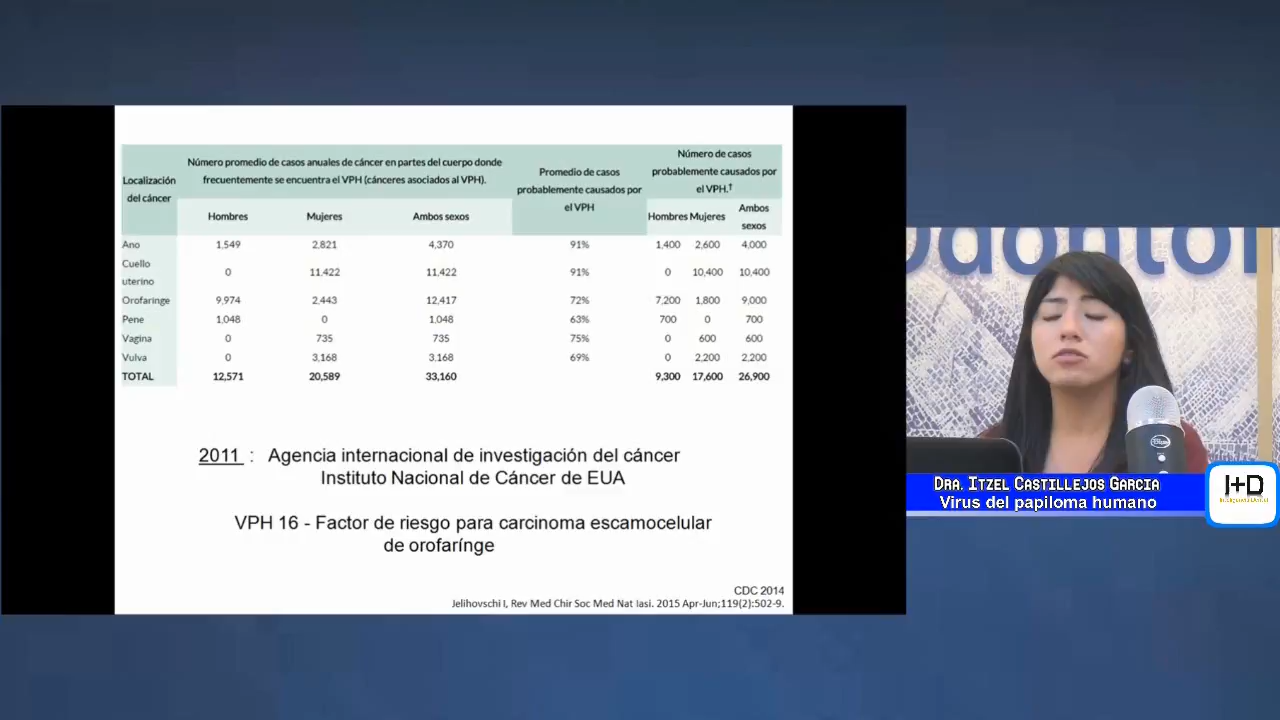 Localización
del cáncer
Número promedio de casos anuales de cáncer en partes del cuerpo donde
frecuentemente se encuentra el VPH (cánceres asociados al VPH).
Promedio de casos
probablemente causados por
el VPH
Número de casos
probablemente causados por
el VPH.†
Hombres Mujeres Ambos sexos
Hombres Mujeres Ambos
sexos
Ano 1,549 2,821 4,370 91% 1,400 2,600 4,000
Cuello
uterino 0 11,422 11,422 91% 0 10,400 10,400
Orofaringe 9,974 2,443 12,417 72% 7,200 1,800 9,000
Pene 1,048 0 1,048 63% 700 0 700
Vagina 0 735 735 75% 0 600 600
Vulva 0 3,168 3,168 69% 0 2,200 2,200
TOTAL 12,571 20,589 33,160 9,300 17,600 26,900
2011 : Agencia internacional de investigación del cáncer
Instituto Nacional de Cáncer de EUA
VPH 16 - Factor de riesgo para carcinoma escamocelular
de orofarínge
CDC 2014
Jelihovschi I, Rev Med Chir Soc Med Nat Iasi. 2015 Apr-Jun;119(2):502-9.
Dra. Itzel Castillejos Garcia
Virus del papiloma humano
I+D